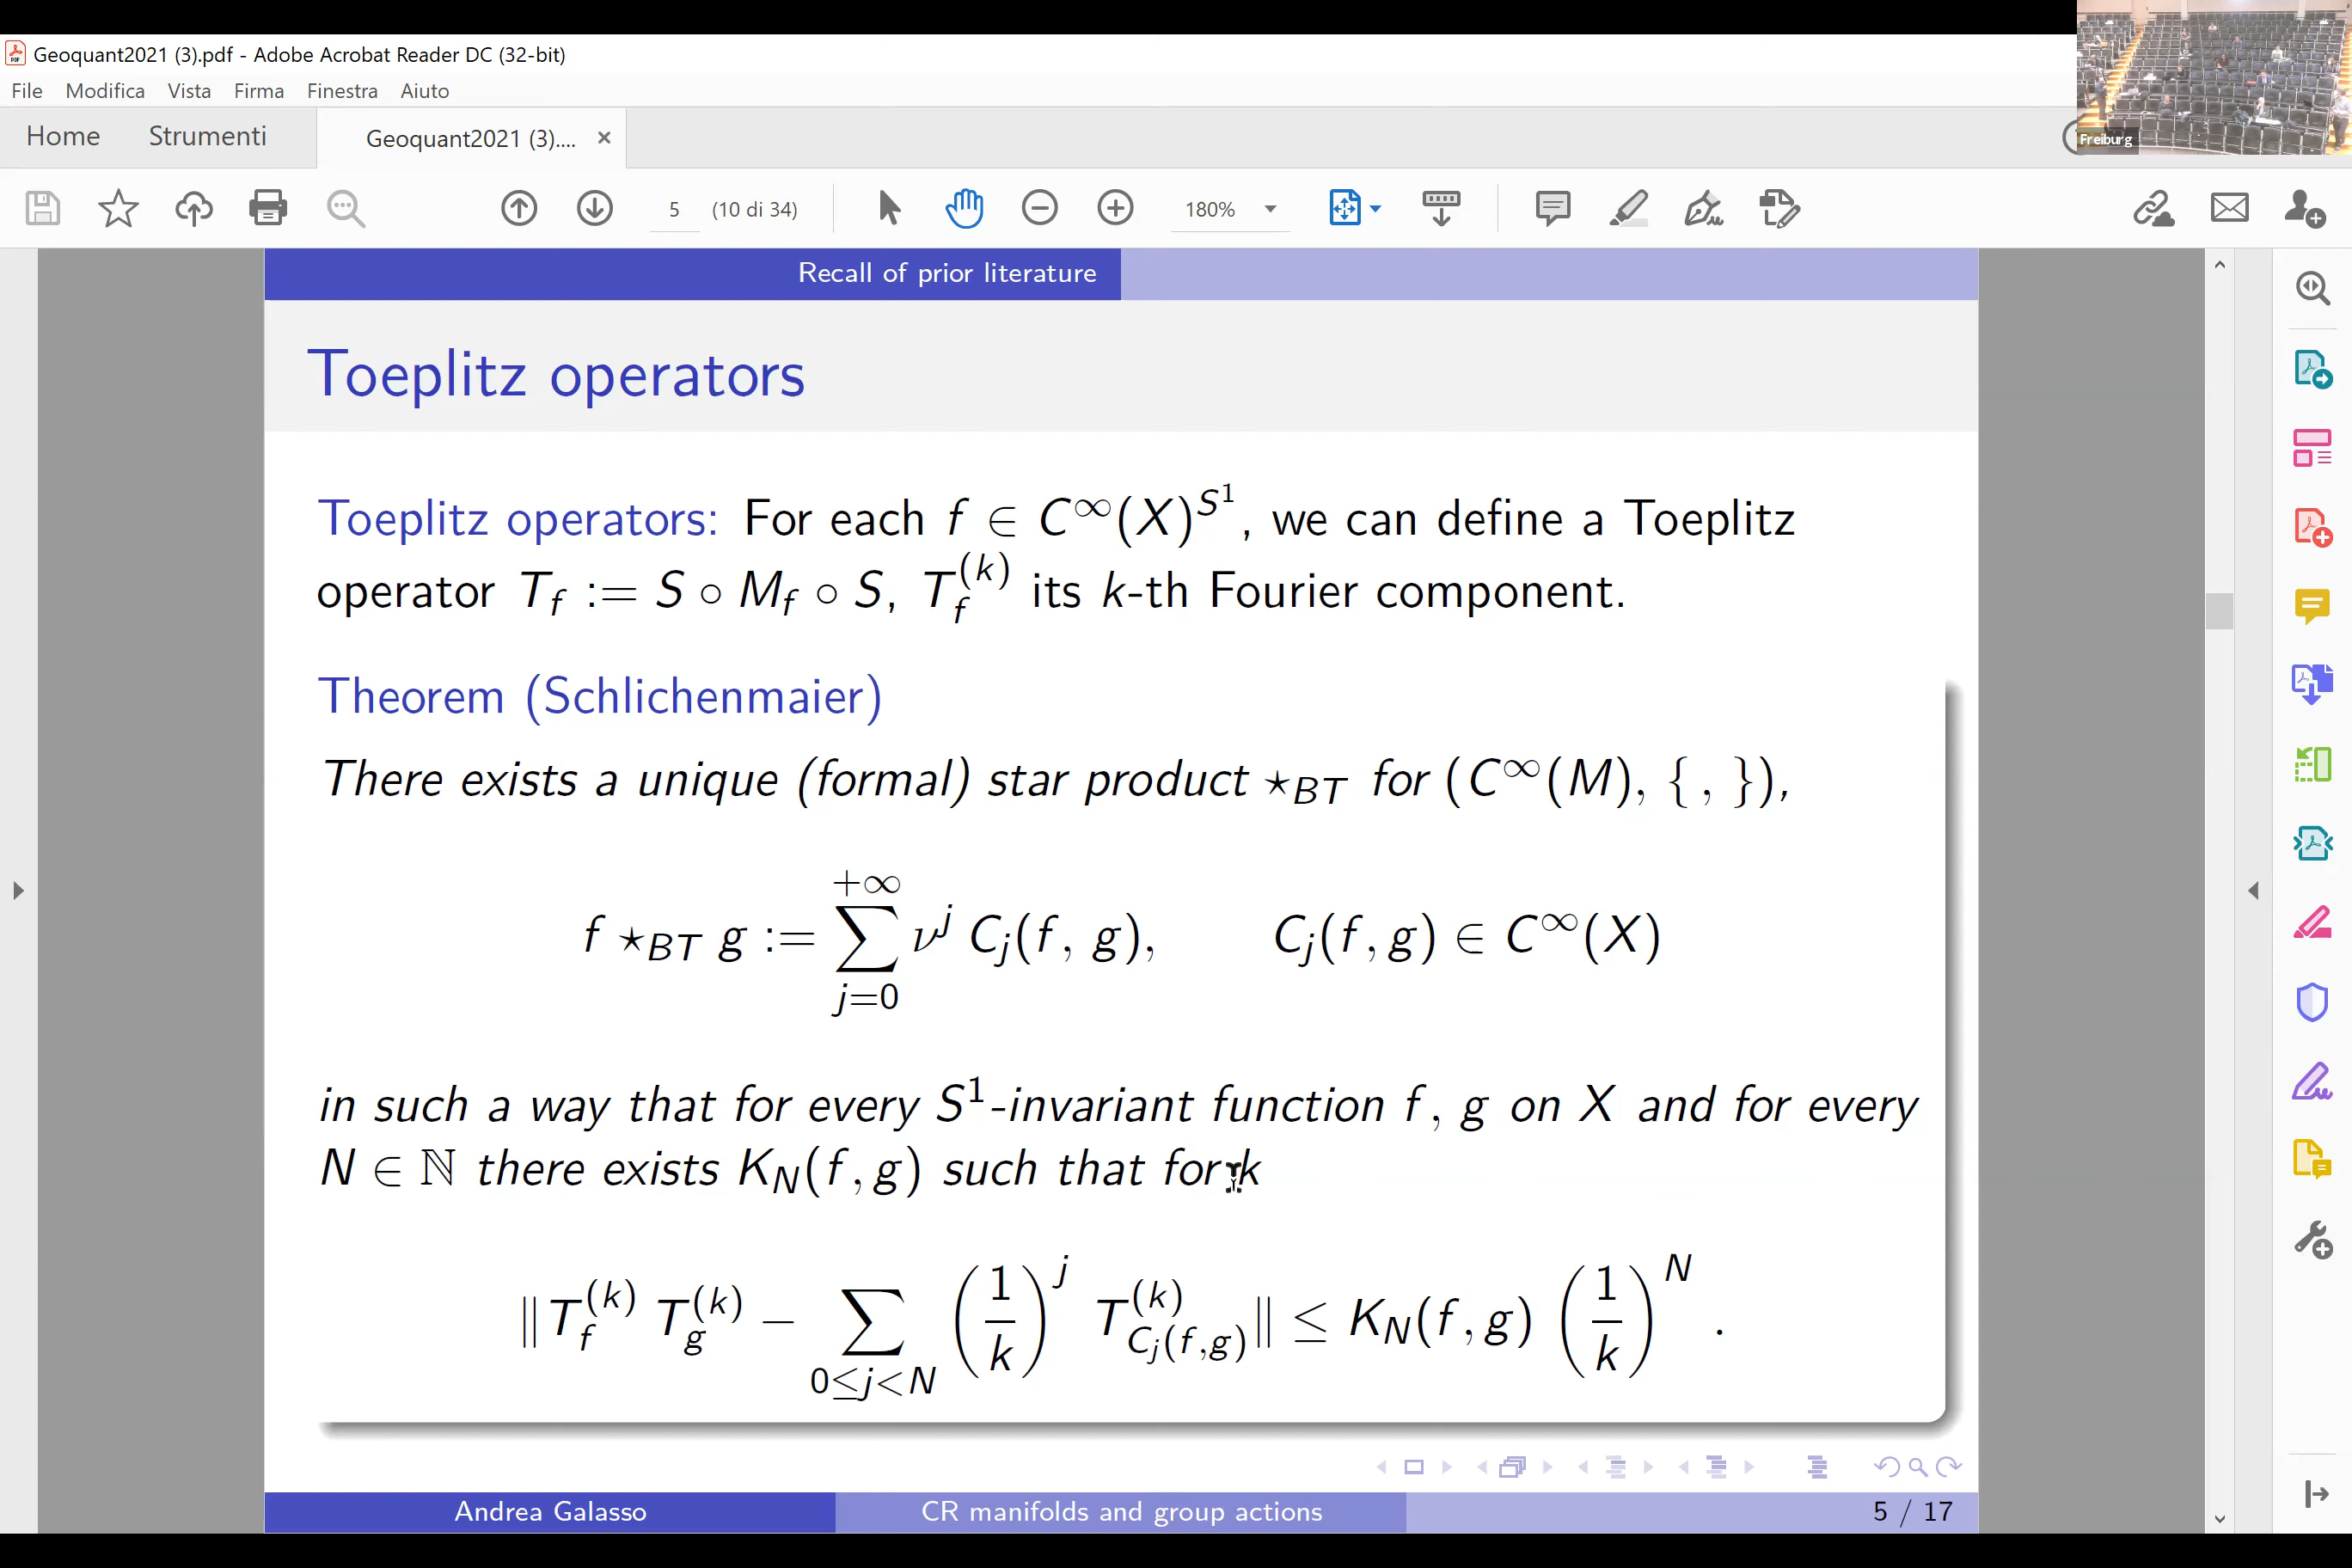 Geoquant2021 (3).pdf - Adobe Acrobat Reader DC (32-bit)
File Modifica Vista Firma Finestra Aiuto
Home Strumenti Geoquant2021 (3).... ×
Freiburg
5 (10 di 34) 180%
Recall of prior literature
Toeplitz operators
Toeplitz operators: For each f ∈ C^∞(X)^{S^1}, we can define a Toeplitz
operator T_f := S ∘ M_f ∘ S, T_f^{(k)} its k-th Fourier component.
Theorem (Schlichenmaier)
There exists a unique (formal) star product ⋆_{BT} for (C^∞(M), { , }),
f ⋆_{BT} g := \sum_{j=0}^{+∞} ν^j C_j(f, g), C_j(f, g) ∈ C^∞(X)
in such a way that for every S^1-invariant function f, g on X and for every
N ∈ ℕ there exists K_N(f, g) such that for k
‖T_f^{(k)} T_g^{(k)} − \sum_{0≤j<N} (1/k)^j T_{C_j(f,g)}^{(k)}‖ ≤ K_N(f, g) (1/k)^N .
Andrea Galasso CR manifolds and group actions 5 / 17